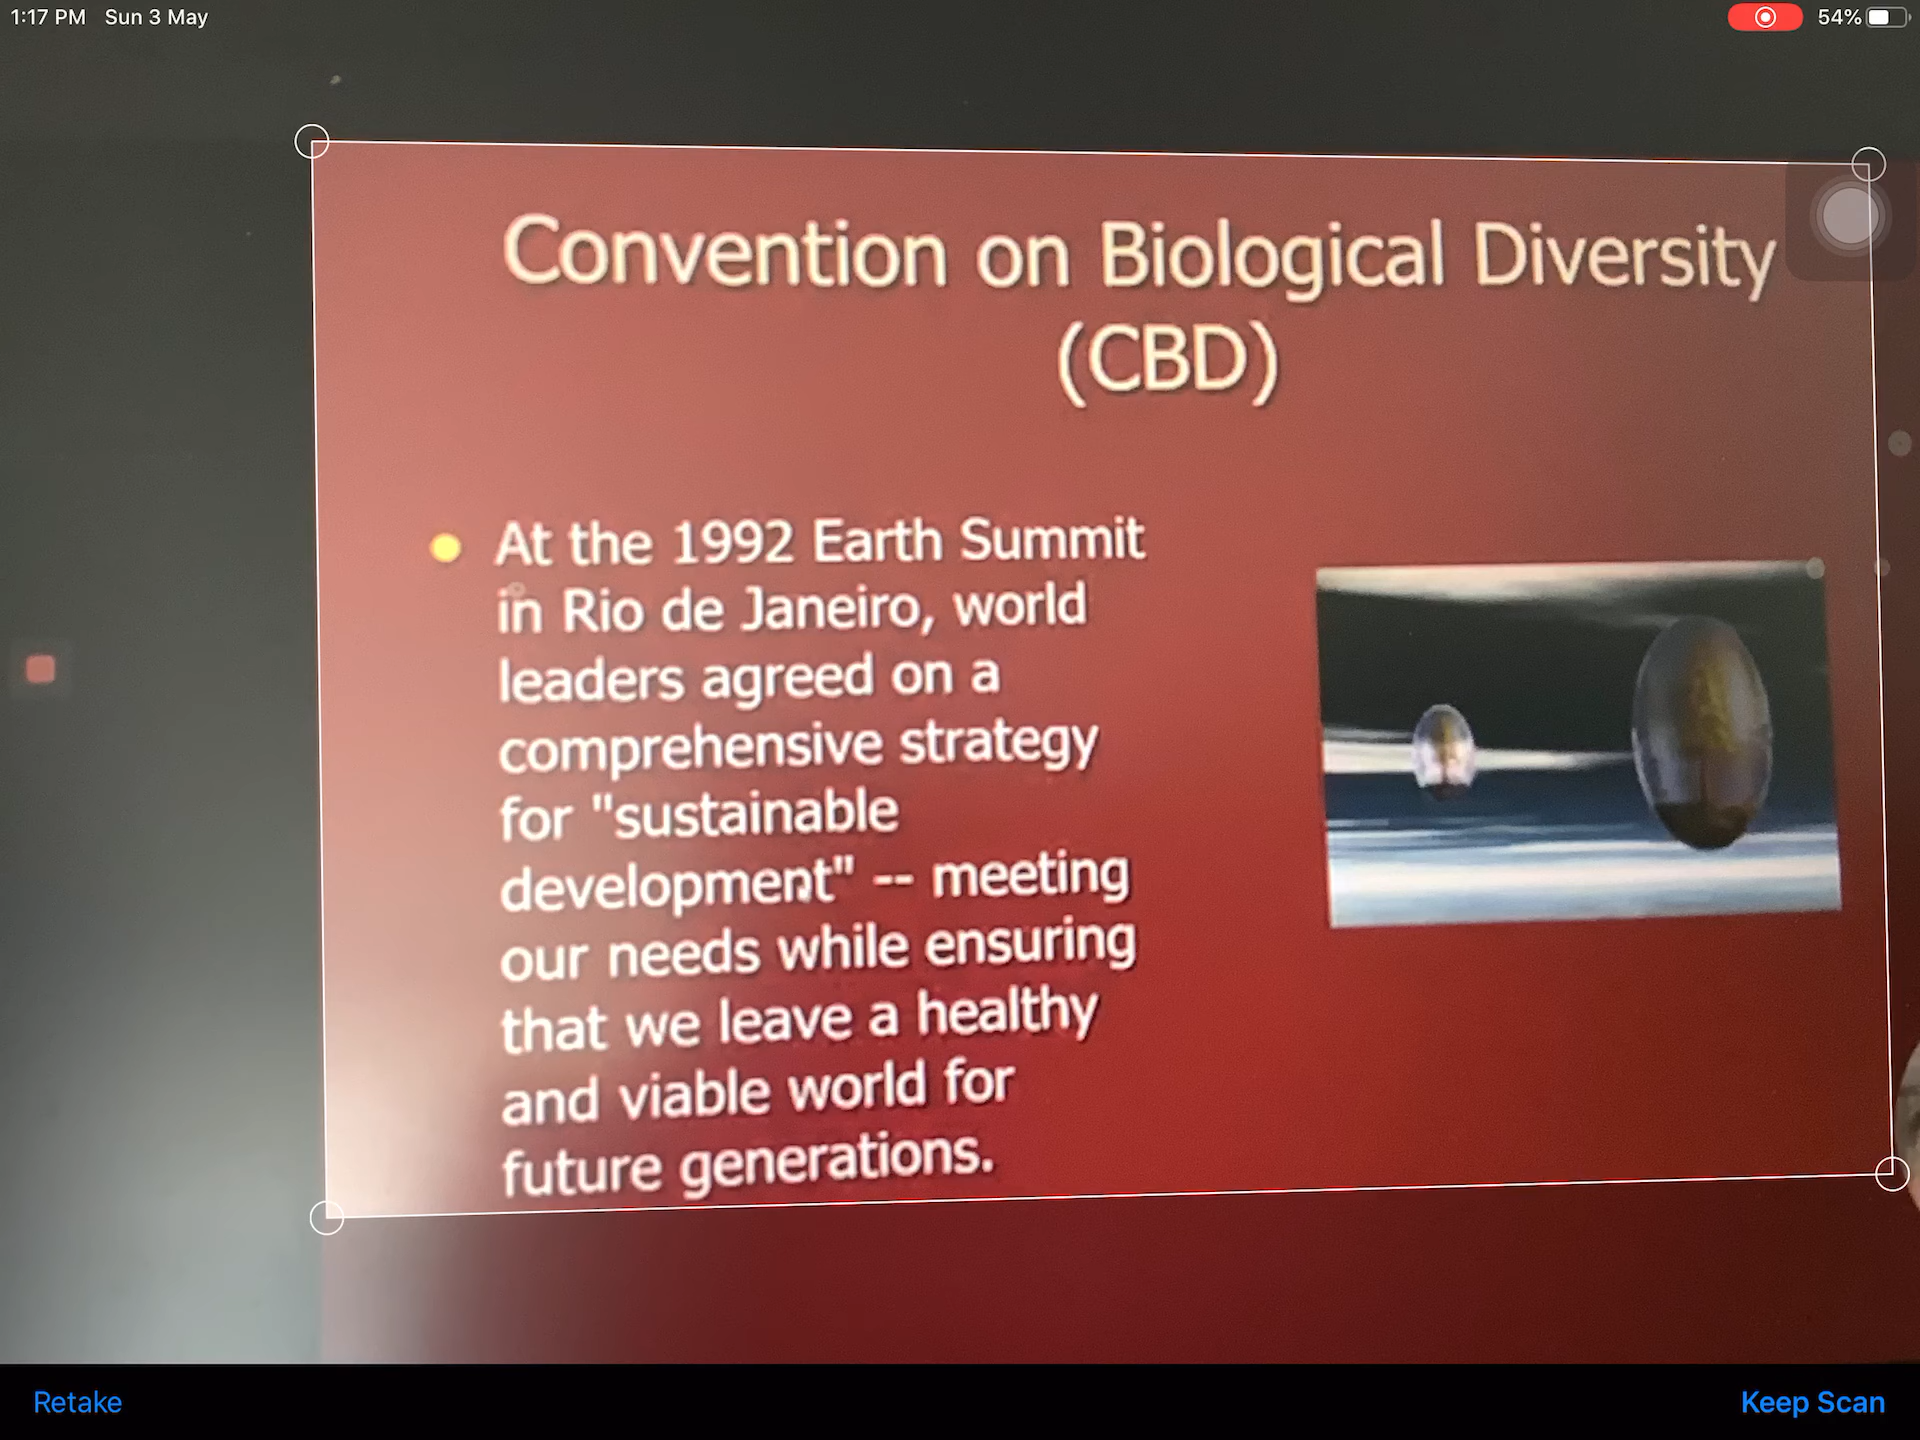 1:17 PM Sun 3 May
54%
Convention on Biological Diversity
(CBD)
At the 1992 Earth Summit
in Rio de Janeiro, world
leaders agreed on a
comprehensive strategy
for "sustainable
development" -- meeting
our needs while ensuring
that we leave a healthy
and viable world for
future generations.
Retake
Keep Scan